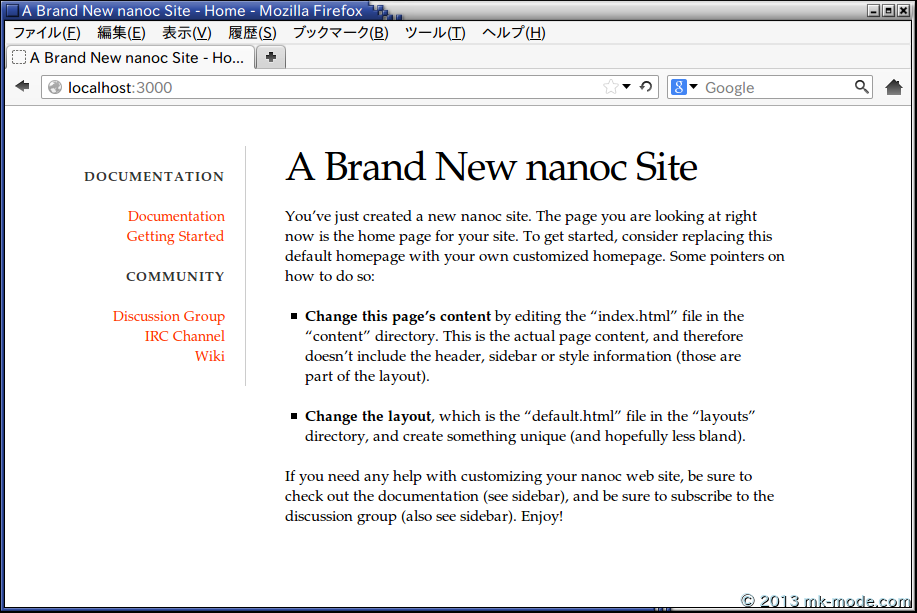 A Brand New nanoc Site - Home - Mozilla Firefox
ファイル(F) 編集(E) 表示(V) 履歴(S) ブックマーク(B) ツール(T) ヘルプ(H)
A Brand New nanoc Site - Ho...
localhost:3000
8 Google
DOCUMENTATION
Documentation
Getting Started
COMMUNITY
Discussion Group
IRC Channel
Wiki
A Brand New nanoc Site
You’ve just created a new nanoc site. The page you are looking at right
now is the home page for your site. To get started, consider replacing this
default homepage with your own customized homepage. Some pointers on
how to do so:
Change this page’s content by editing the “index.html” file in the
“content” directory. This is the actual page content, and therefore
doesn’t include the header, sidebar or style information (those are
part of the layout).
Change the layout, which is the “default.html” file in the “layouts”
directory, and create something unique (and hopefully less bland).
If you need any help with customizing your nanoc web site, be sure to
check out the documentation (see sidebar), and be sure to subscribe to the
discussion group (also see sidebar). Enjoy!
© 2013 mk-mode.com